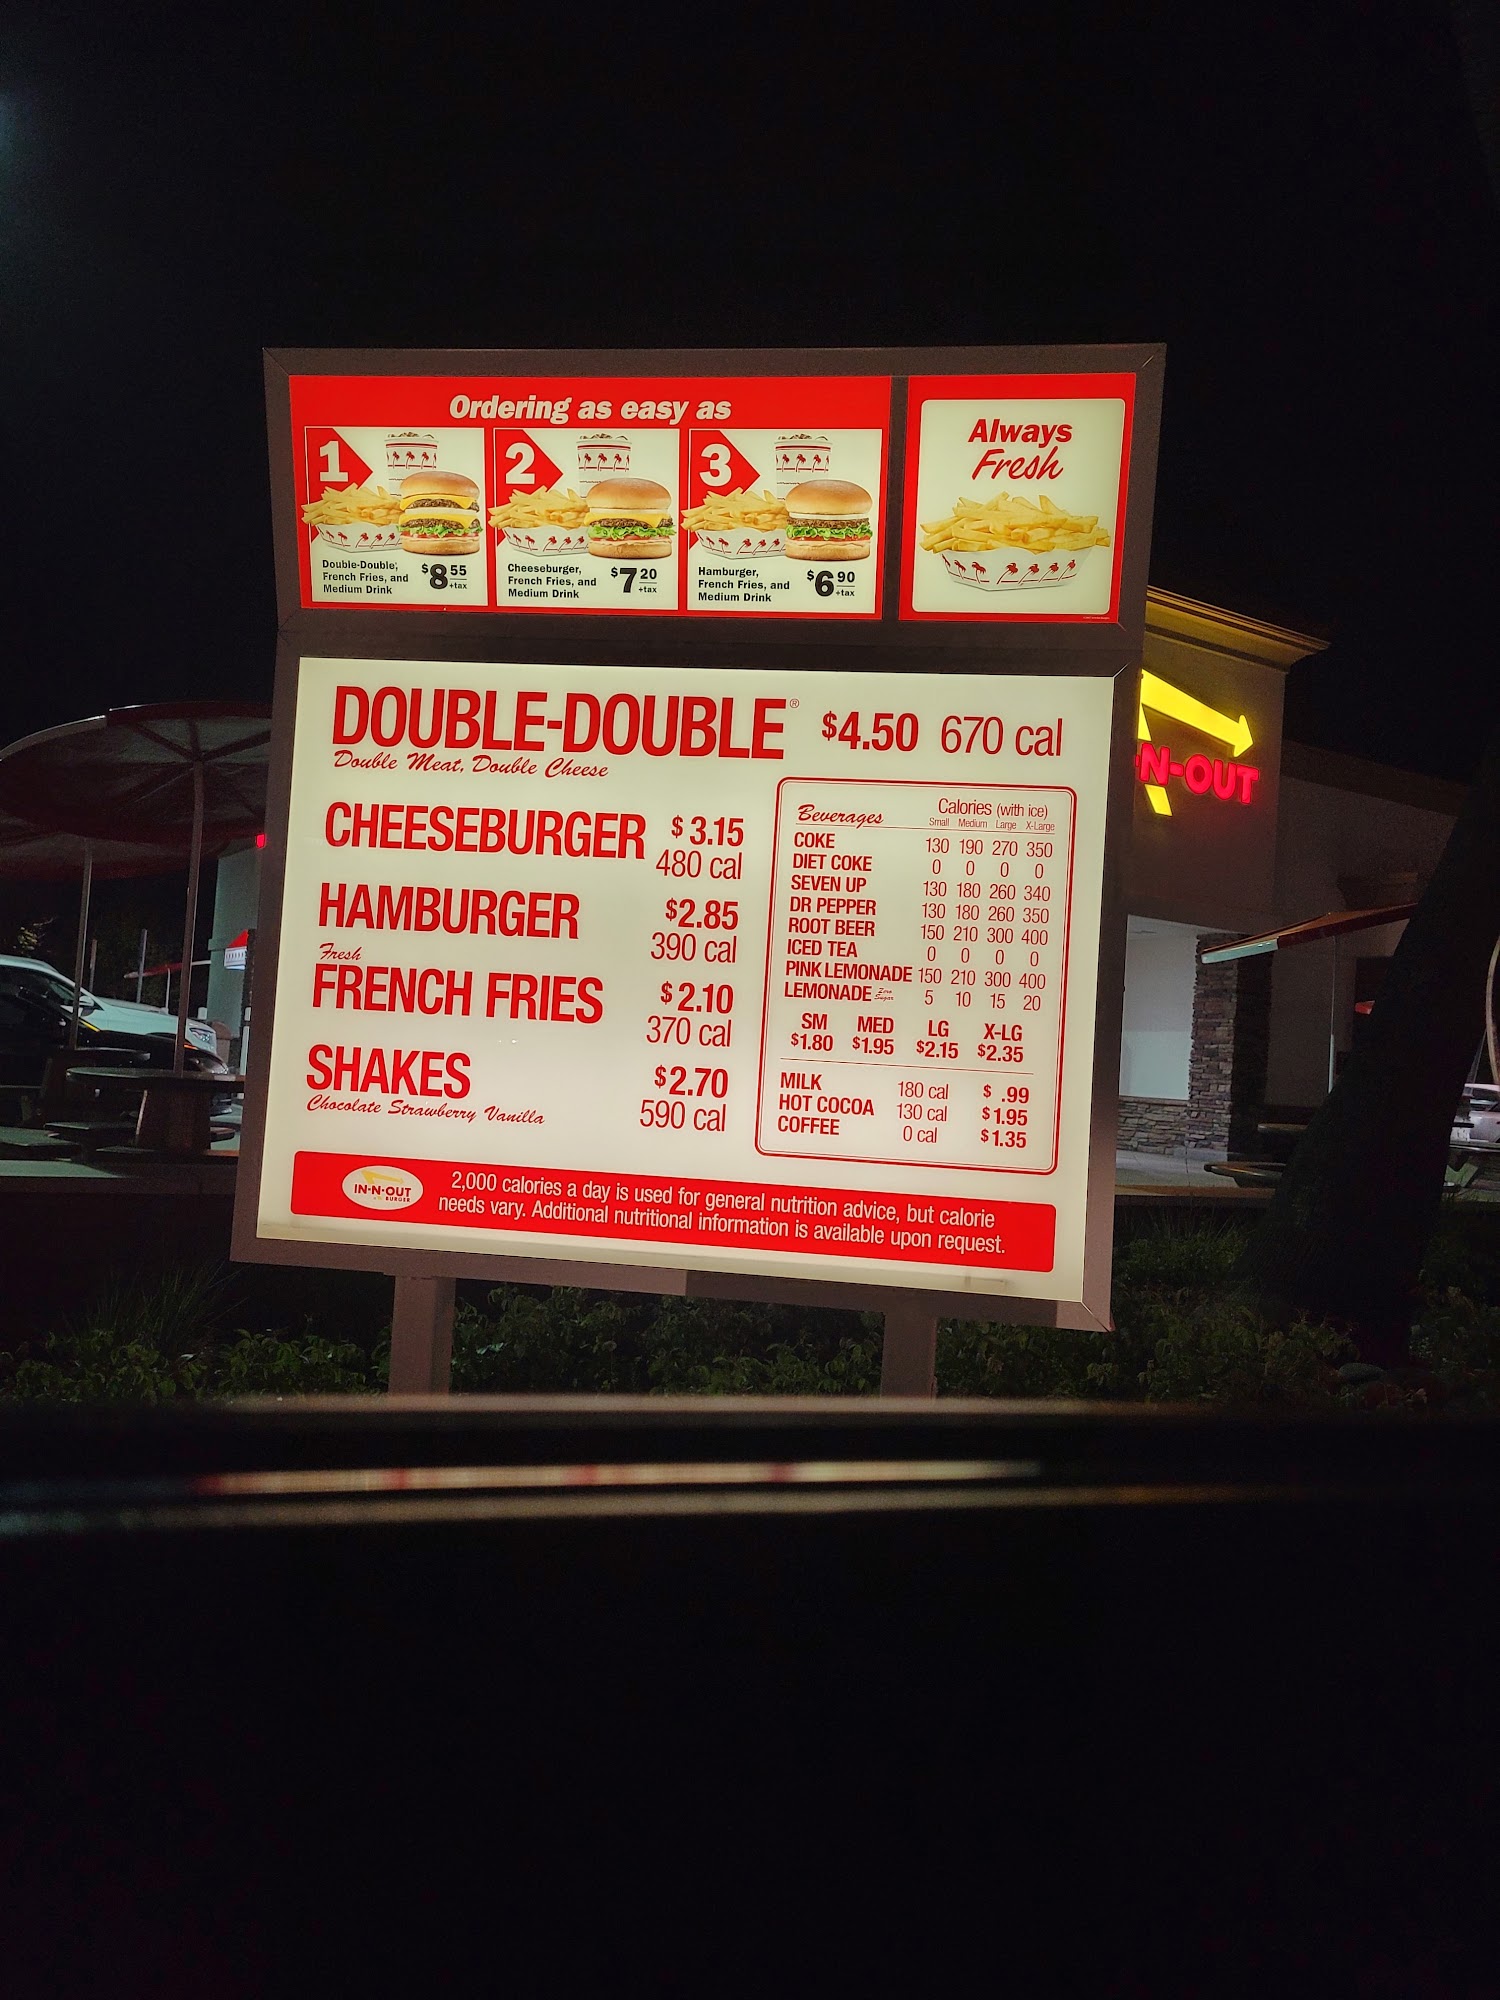 Ordering as easy as
1
Double-Double,
French Fries, and
Medium Drink
$8 55
+tax
2
Cheeseburger,
French Fries, and
Medium Drink
$7 20
+tax
3
Hamburger,
French Fries, and
Medium Drink
$6 90
+tax
Always
Fresh
DOUBLE-DOUBLE® $4.50 670 cal
Double Meat, Double Cheese
CHEESEBURGER $3.15
480 cal
HAMBURGER $2.85
390 cal
Fresh
FRENCH FRIES $2.10
370 cal
SHAKES $2.70
Chocolate Strawberry Vanilla 590 cal
Beverages Calories (with ice)
Small Medium Large X-Large
COKE 130 190 270 350
DIET COKE 0 0 0 0
SEVEN UP 130 180 260 340
DR PEPPER 130 180 260 350
ROOT BEER 150 210 300 400
ICED TEA 0 0 0 0
PINK LEMONADE 150 210 300 400
LEMONADE Zero Sugar 5 10 15 20
SM MED LG X-LG
$1.80 $1.95 $2.15 $2.35
MILK 180 cal $ .99
HOT COCOA 130 cal $1.95
COFFEE 0 cal $1.35
IN-N-OUT
BURGER
2,000 calories a day is used for general nutrition advice, but calorie
needs vary. Additional nutritional information is available upon request.
N-OUT